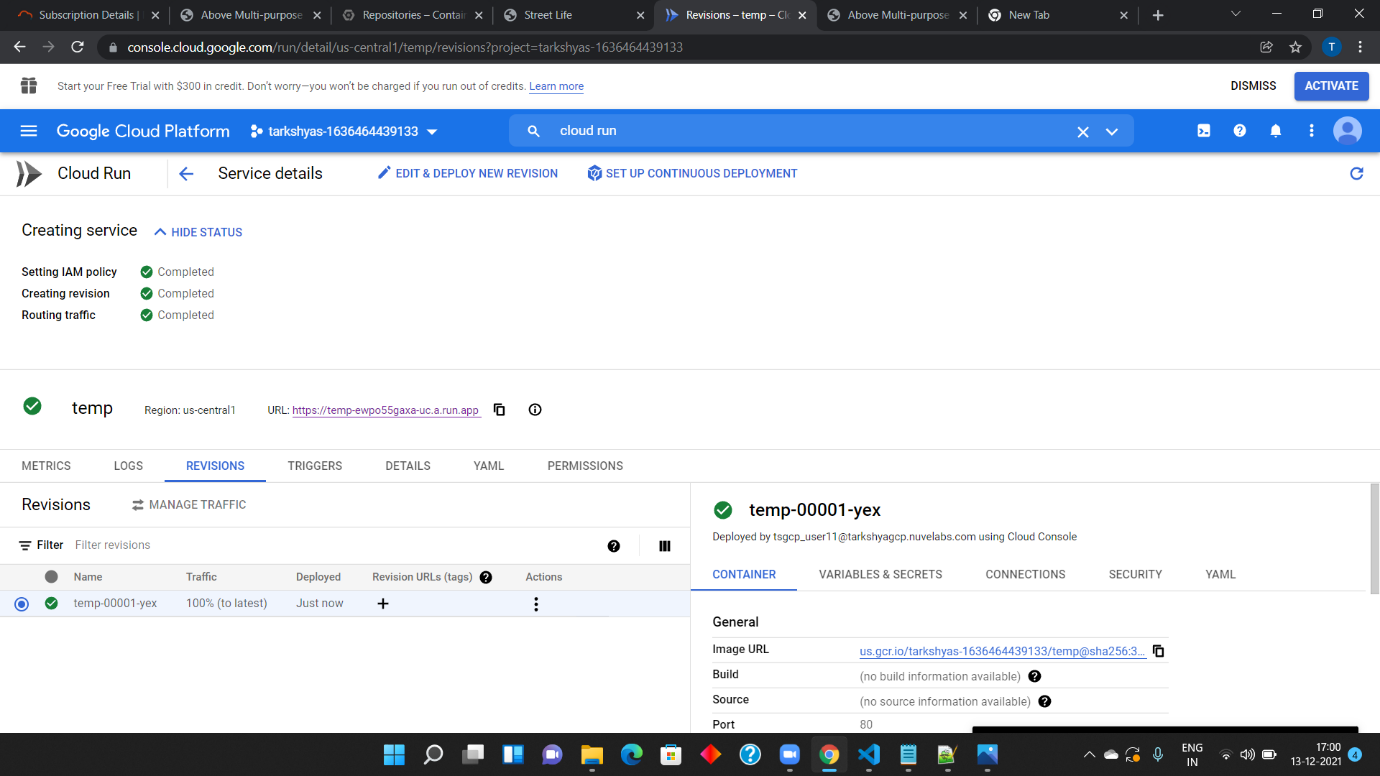 Subscription Details |
Above Multi-purpose
Repositories – Contain
Street Life
Revisions – temp – Clo
Above Multi-purpose
New Tab
console.cloud.google.com/run/detail/us-central1/temp/revisions?project=tarkshyas-1636464439133
T
Start your Free Trial with $300 in credit. Don't worry—you won't be charged if you run out of credits. Learn more
DISMISS
ACTIVATE
Google Cloud Platform
tarkshyas-1636464439133
cloud run
Cloud Run
Service details
EDIT & DEPLOY NEW REVISION
SET UP CONTINUOUS DEPLOYMENT
Creating service
HIDE STATUS
Setting IAM policy Completed
Creating revision Completed
Routing traffic Completed
temp
Region: us-central1
URL: https://temp-ewpo55gaxa-uc.a.run.app
METRICS LOGS REVISIONS TRIGGERS DETAILS YAML PERMISSIONS
Revisions
MANAGE TRAFFIC
Filter Filter revisions
Name Traffic Deployed Revision URLs (tags) Actions
temp-00001-yex 100% (to latest) Just now
temp-00001-yex
Deployed by tsgcp_user11@tarkshyagcp.nuvelabs.com using Cloud Console
CONTAINER VARIABLES & SECRETS CONNECTIONS SECURITY YAML
General
Image URL us.gcr.io/tarkshyas-1636464439133/temp@sha256:3...
Build (no build information available)
Source (no source information available)
Port 80
ENG
IN
17:00
13-12-2021
4